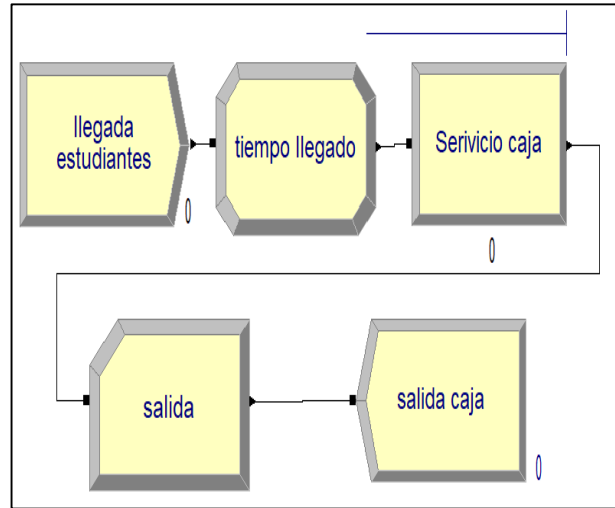 llegada
estudiantes
0
tiempo llegado
Serivicio caja
0
salida
salida caja
0